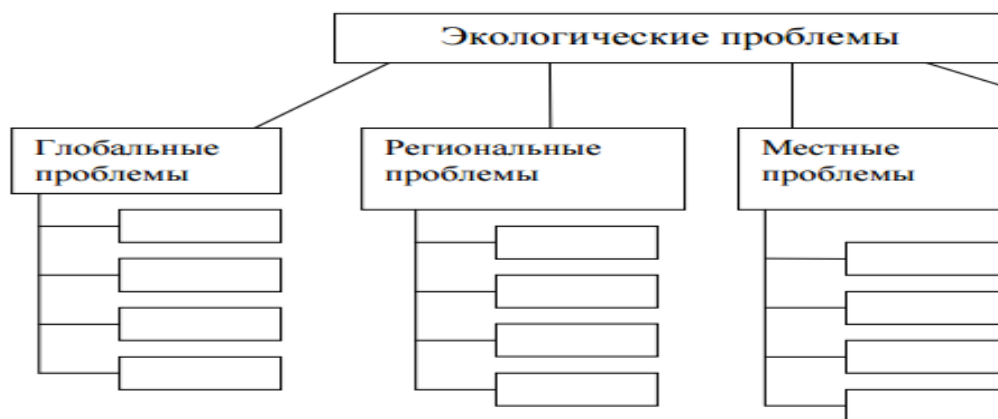 Экологические проблемы
Глобальные
проблемы
Региональные
проблемы
Местные
проблемы